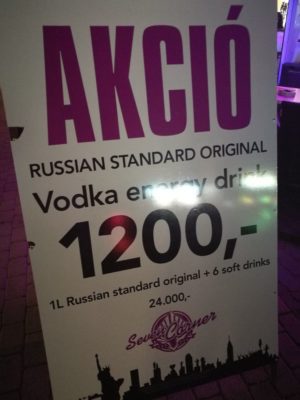 AKCIÓ
RUSSIAN STANDARD ORIGINAL
Vodka energy drink
1200,-
1L Russian standard original + 6 soft drinks
24.000,-
Seven Corner